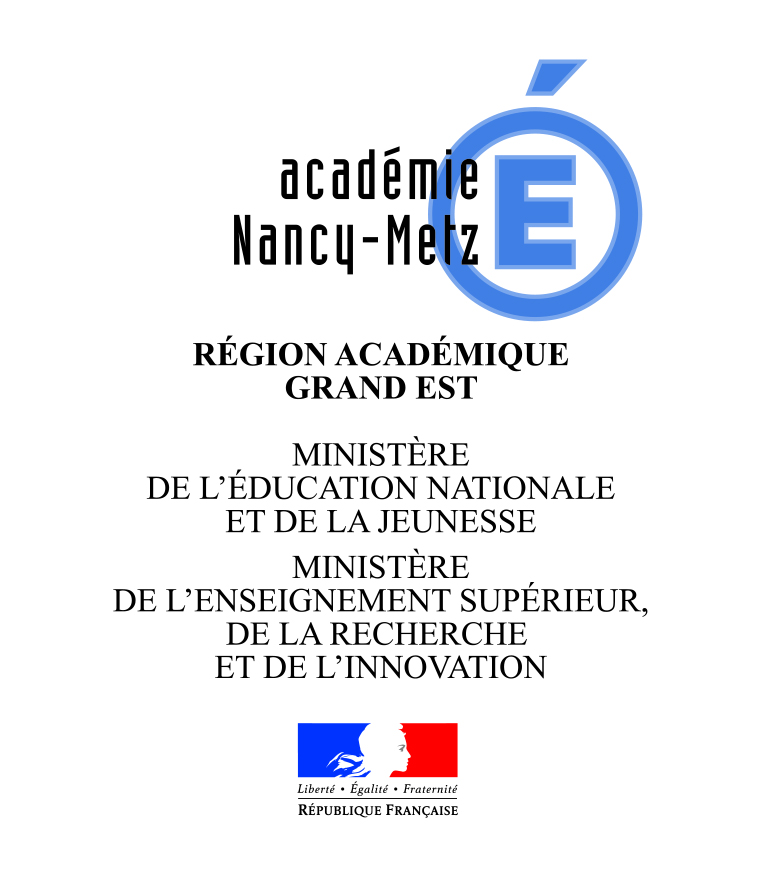 académie
Nancy-Metz
É
RÉGION ACADÉMIQUE
GRAND EST
MINISTÈRE
DE L’ÉDUCATION NATIONALE
ET DE LA JEUNESSE
MINISTÈRE
DE L’ENSEIGNEMENT SUPÉRIEUR,
DE LA RECHERCHE
ET DE L’INNOVATION
Liberté • Égalité • Fraternité
RÉPUBLIQUE FRANÇAISE